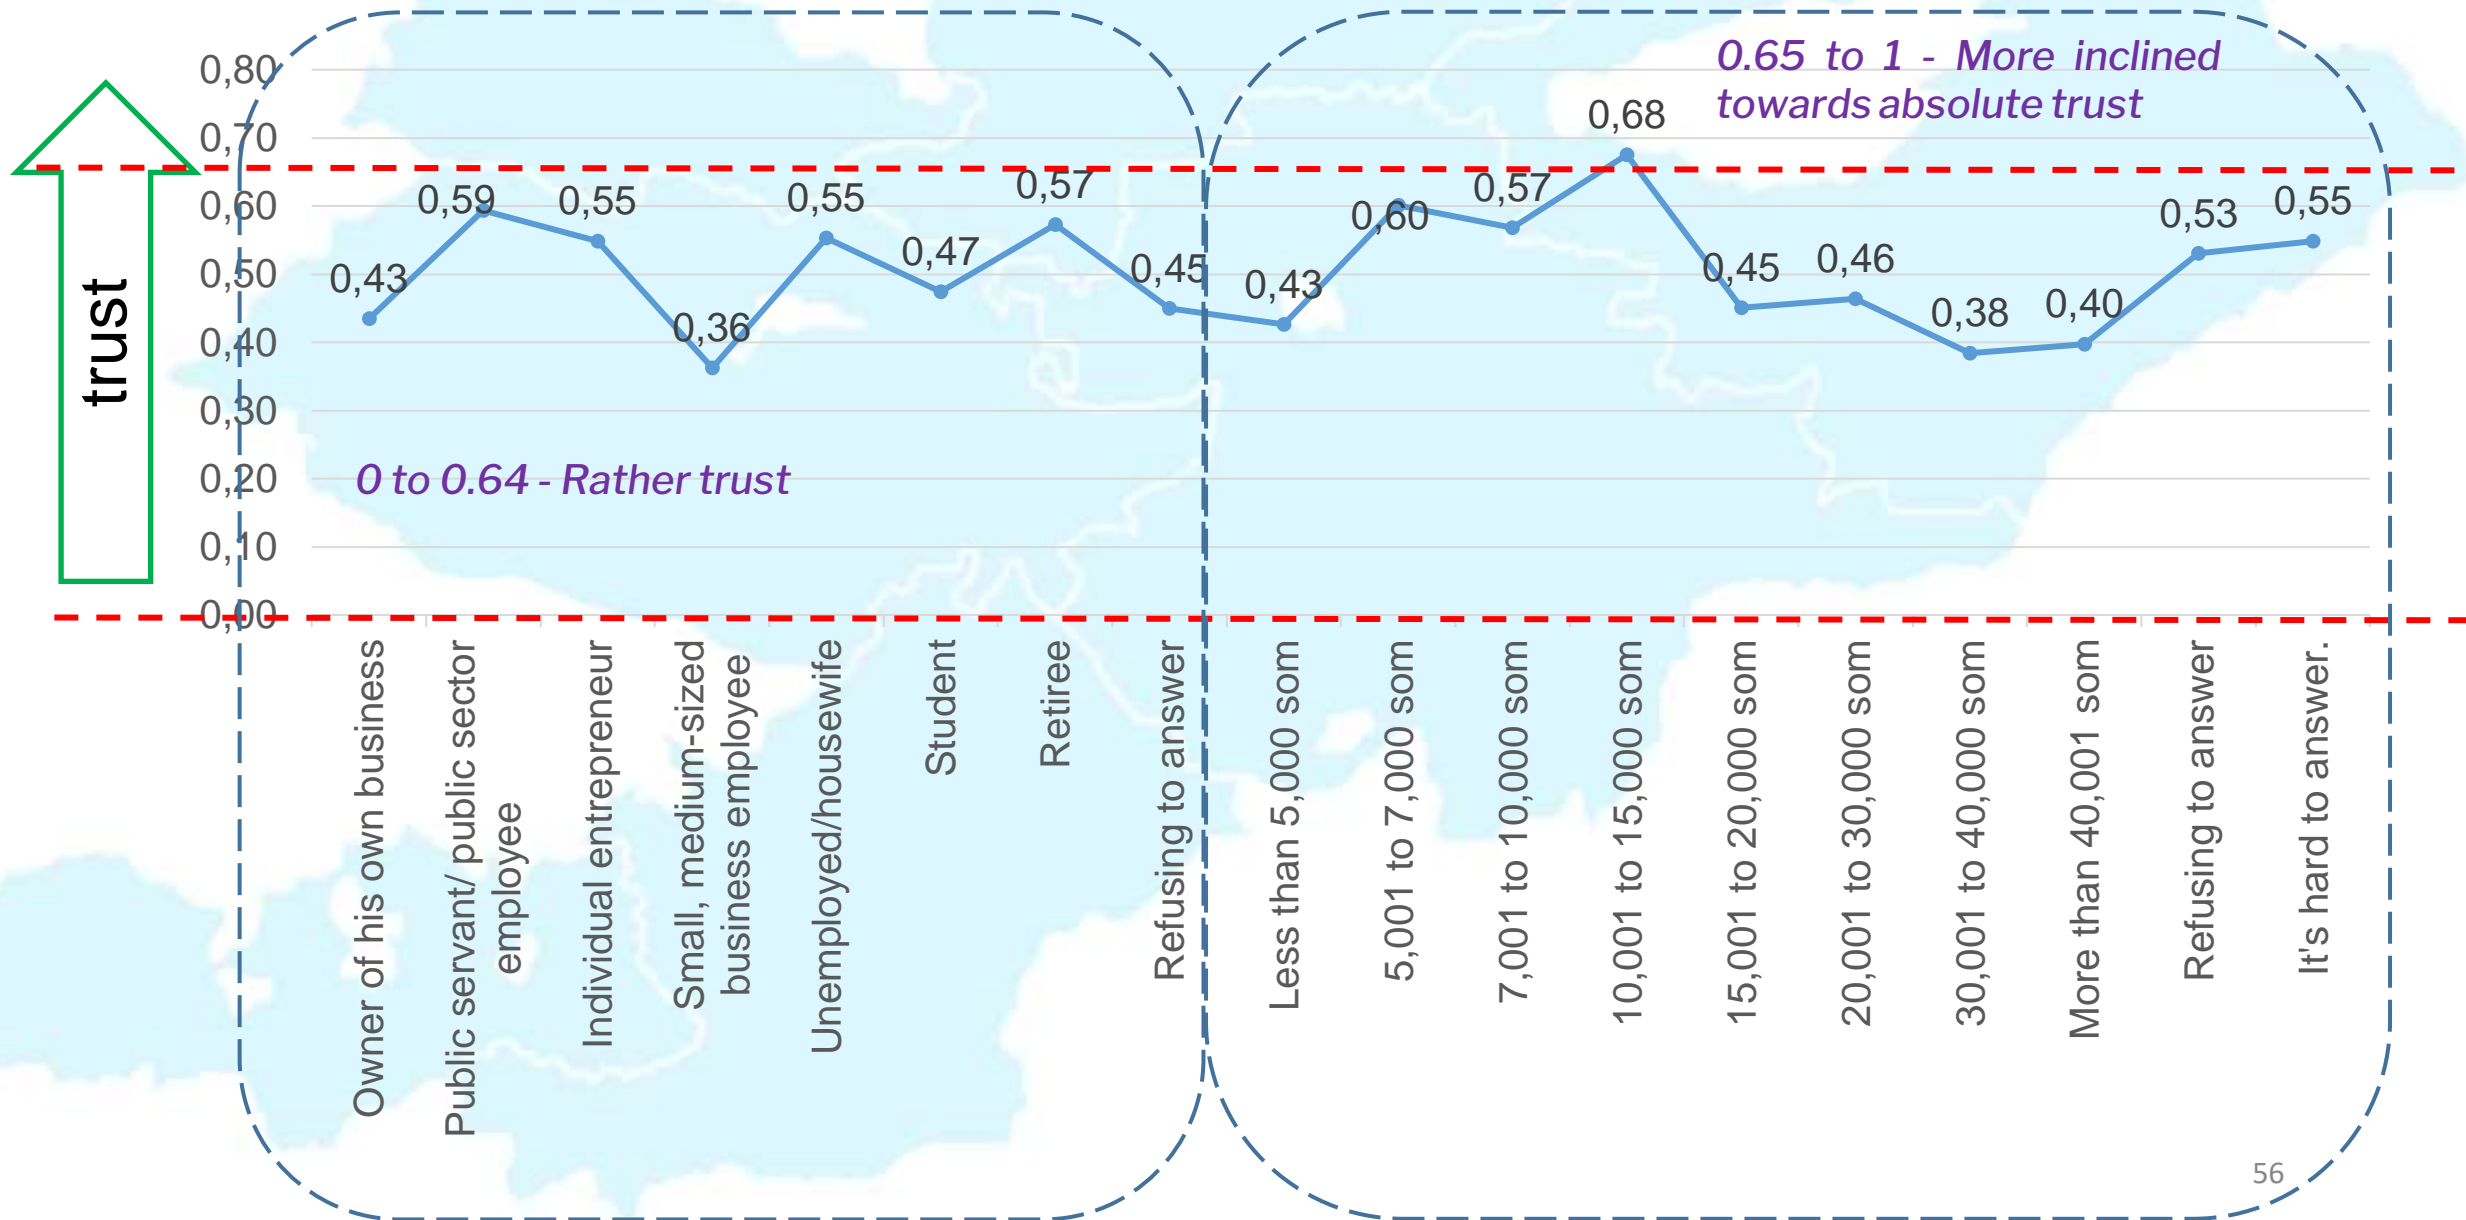 0.65 to 1 - More inclined
towards absolute trust
0,80
0,70
0,60
0,50
0,40
0,30
0,20
0,10
0,00
trust
0,43
0,59
0,55
0,36
0,55
0,47
0,57
0,45
0,43
0,60
0,57
0,68
0,45
0,46
0,38
0,40
0,53
0,55
0 to 0.64 - Rather trust
Owner of his own business
Public servant/ public sector
employee
Individual entrepreneur
Small, medium-sized
business employee
Unemployed/housewife
Student
Retiree
Refusing to answer
Less than 5,000 som
5,001 to 7,000 som
7,001 to 10,000 som
10,001 to 15,000 som
15,001 to 20,000 som
20,001 to 30,000 som
30,001 to 40,000 som
More than 40,001 som
Refusing to answer
It's hard to answer.
56